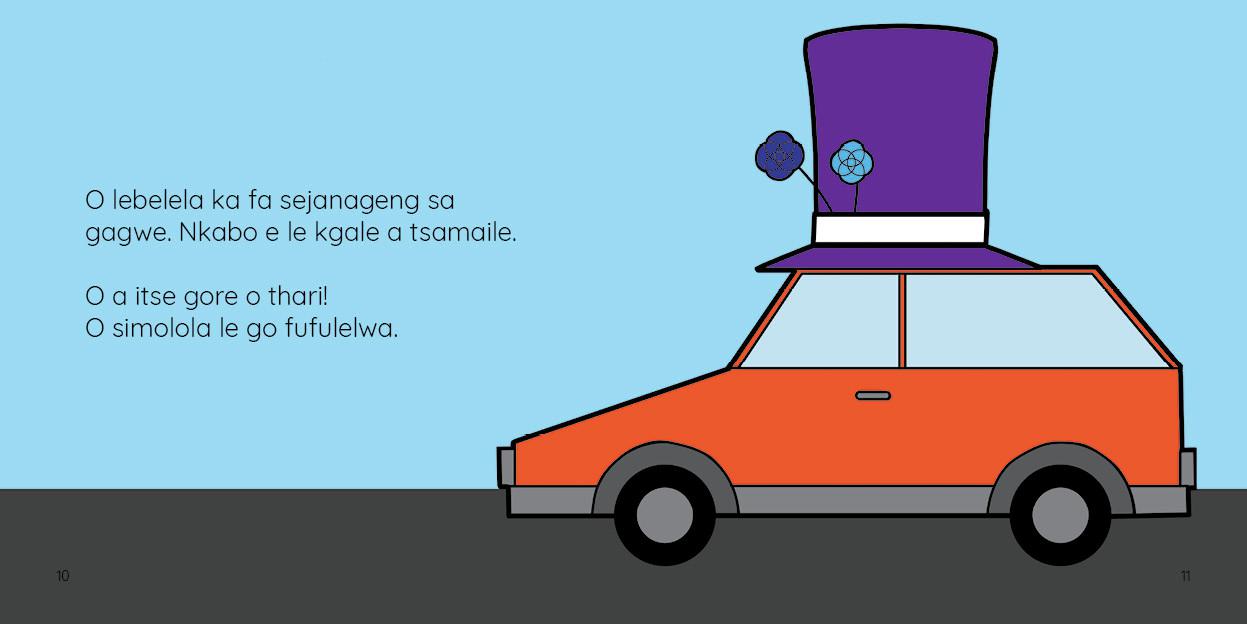 O lebelela ka fa sejanageng sa
gagwe. Nkabo e le kgale a tsamaile.
O a itse gore o thari!
O simolola le go fufulelwa.
10
11